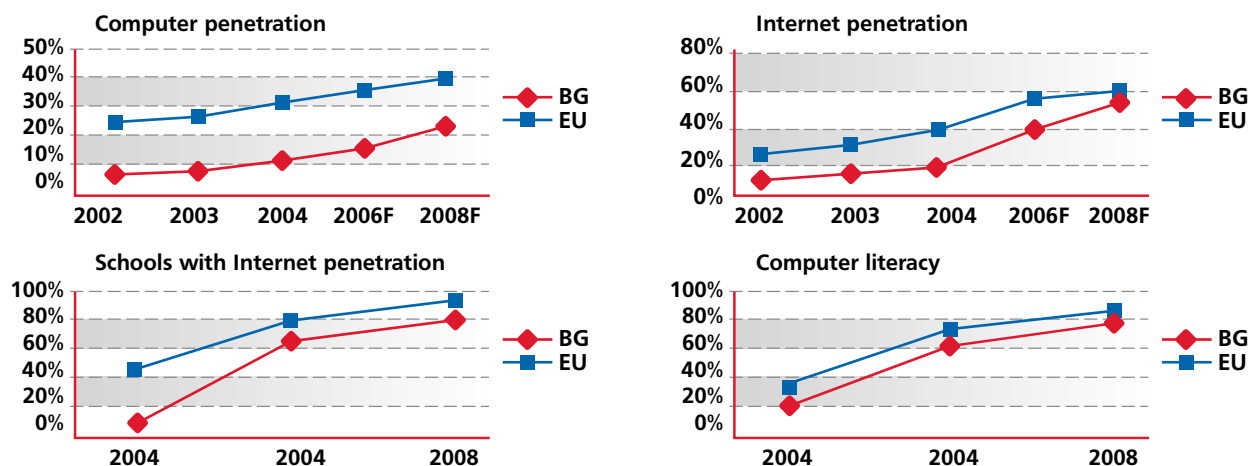 Computer penetration
50%
40%
30%
20%
10%
0%
2002 2003 2004 2006F 2008F
BG
EU
Internet penetration
80%
60%
40%
20%
0%
2002 2003 2004 2006F 2008F
BG
EU
Schools with Internet penetration
100%
80%
60%
40%
20%
0%
2004 2004 2008
BG
EU
Computer literacy
100%
80%
60%
40%
20%
0%
2004 2004 2008
BG
EU